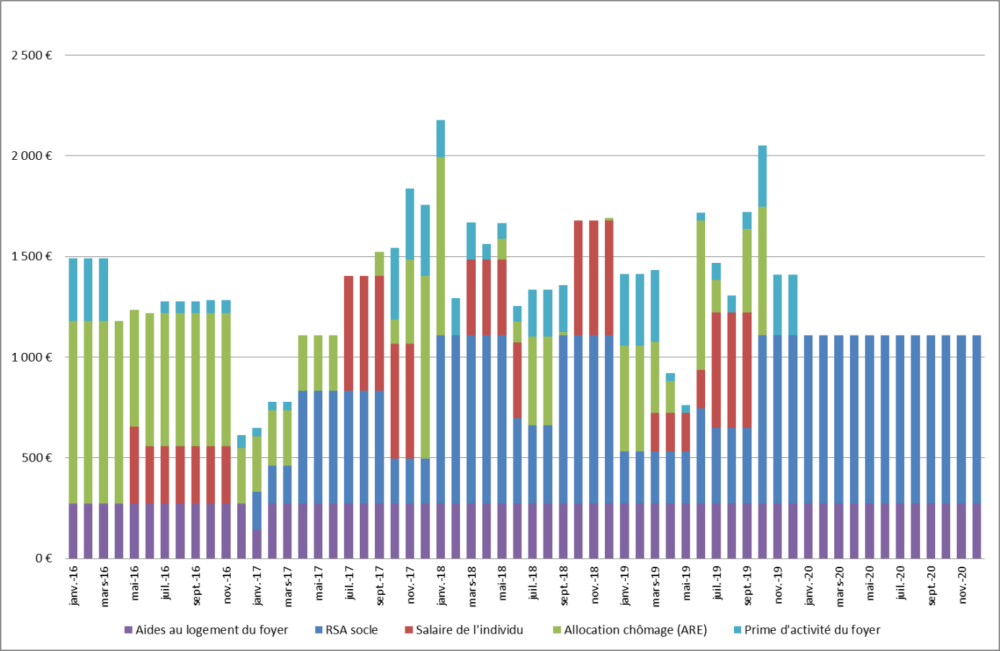 2 500 €
2 000 €
1 500 €
1 000 €
500 €
0 €
janv.-16
mars-16
mai-16
juil.-16
sept.-16
nov.-16
janv.-17
mars-17
mai-17
juil.-17
sept.-17
nov.-17
janv.-18
mars-18
mai-18
juil.-18
sept.-18
nov.-18
janv.-19
mars-19
mai-19
juil.-19
sept.-19
nov.-19
janv.-20
mars-20
mai-20
juil.-20
sept.-20
nov.-20
Aides au logement du foyer RSA socle Salaire de l'individu Allocation chômage (ARE) Prime d'activité du foyer